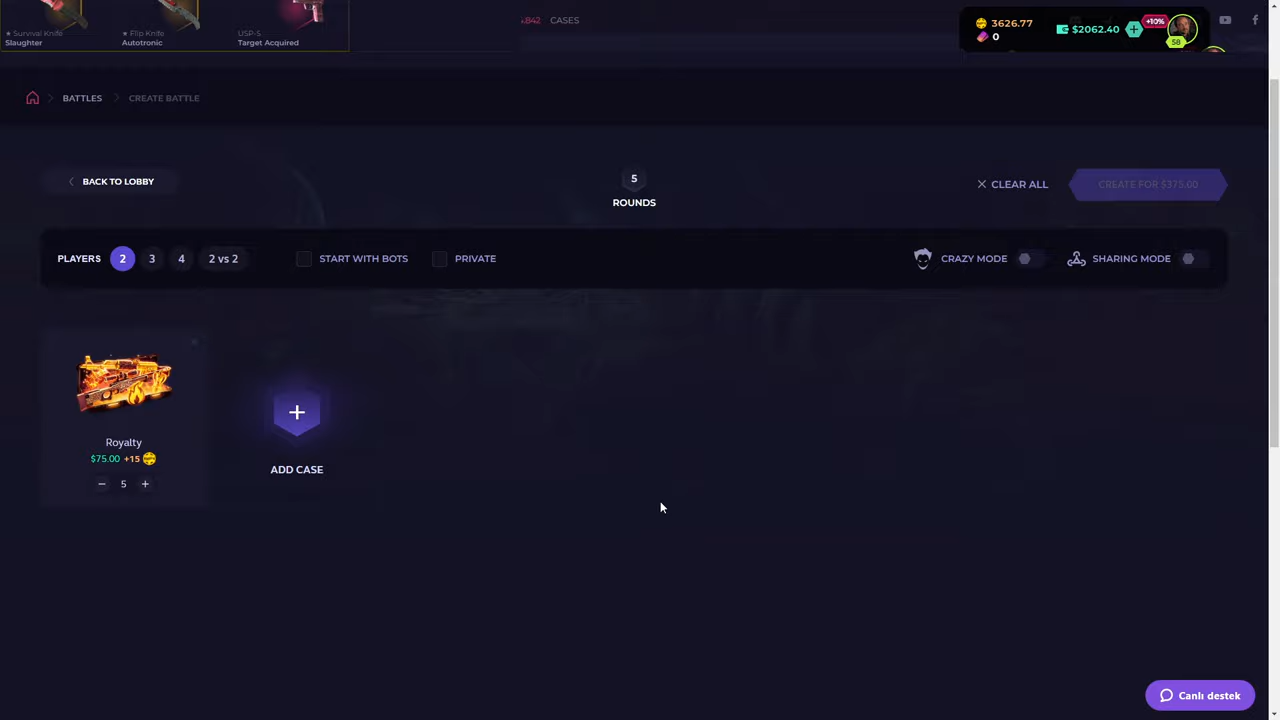 ★ Survival Knife
Slaughter
★ Flip Knife
Autotronic
USP-S
Target Acquired
CASES
3626.77
0
$2062.40
+10%
58
BATTLES
CREATE BATTLE
BACK TO LOBBY
5
ROUNDS
CLEAR ALL
CREATE FOR $375.00
PLAYERS 2 3 4 2 vs 2
START WITH BOTS
PRIVATE
CRAZY MODE
SHARING MODE
Royalty
$75.00 +15
− 5 +
ADD CASE
Canlı destek